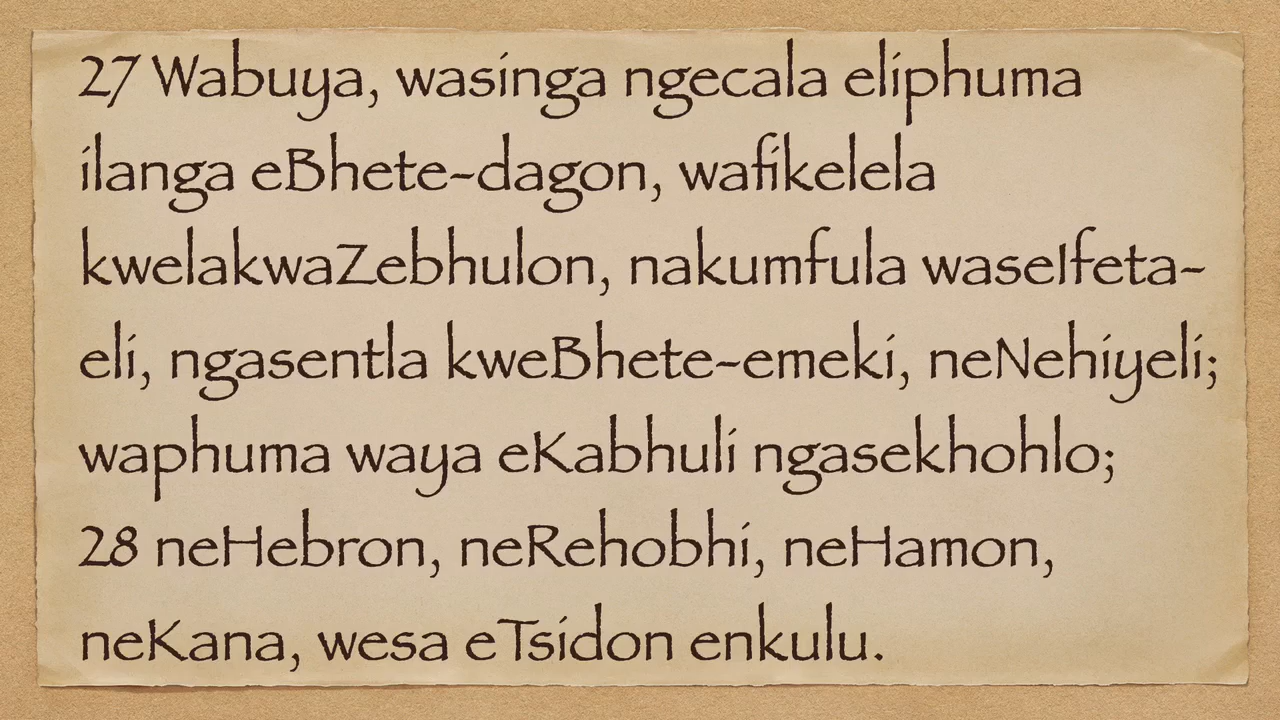 27 Wabuya, wasinga ngecala eliphuma
ilanga eBhete-dagon, wafikelela
kwelakwaZebhulon, nakumfula waseIfeta-
eli, ngasentla kweBhete-emeki, neNehiyeli;
waphuma waya eKabhuli ngasekhohlo;
28 neHebron, neRehobhi, neHamon,
neKana, wesa eTsidon enkulu.